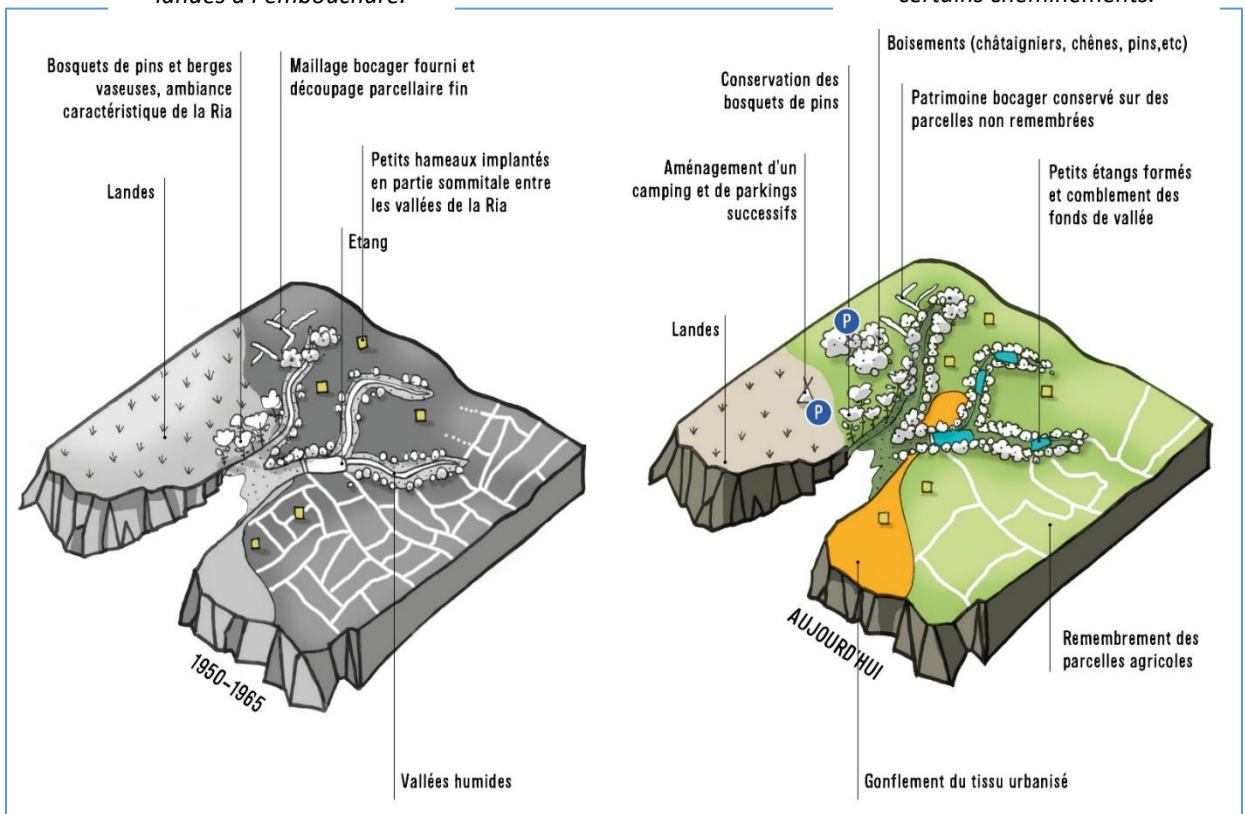 landes à l'embouchure.
certains cheminements.
Bosquets de pins et berges
vaseuses, ambiance
caractéristique de la Ria
Maillage bocager fourni et
découpage parcellaire fin
Landes
Petits hameaux implantés
en partie sommitale entre
les vallées de la Ria
Etang
1950-1965
Vallées humides
Boisements (châtaigniers, chênes, pins,etc)
Conservation des
bosquets de pins
Patrimoine bocager conservé sur des
parcelles non remembrées
Aménagement d'un
camping et de parkings
successifs
Petits étangs formés
et comblement des
fonds de vallée
Landes
P
P
AUJOURD'HUI
Remembrement des
parcelles agricoles
Gonflement du tissu urbanisé